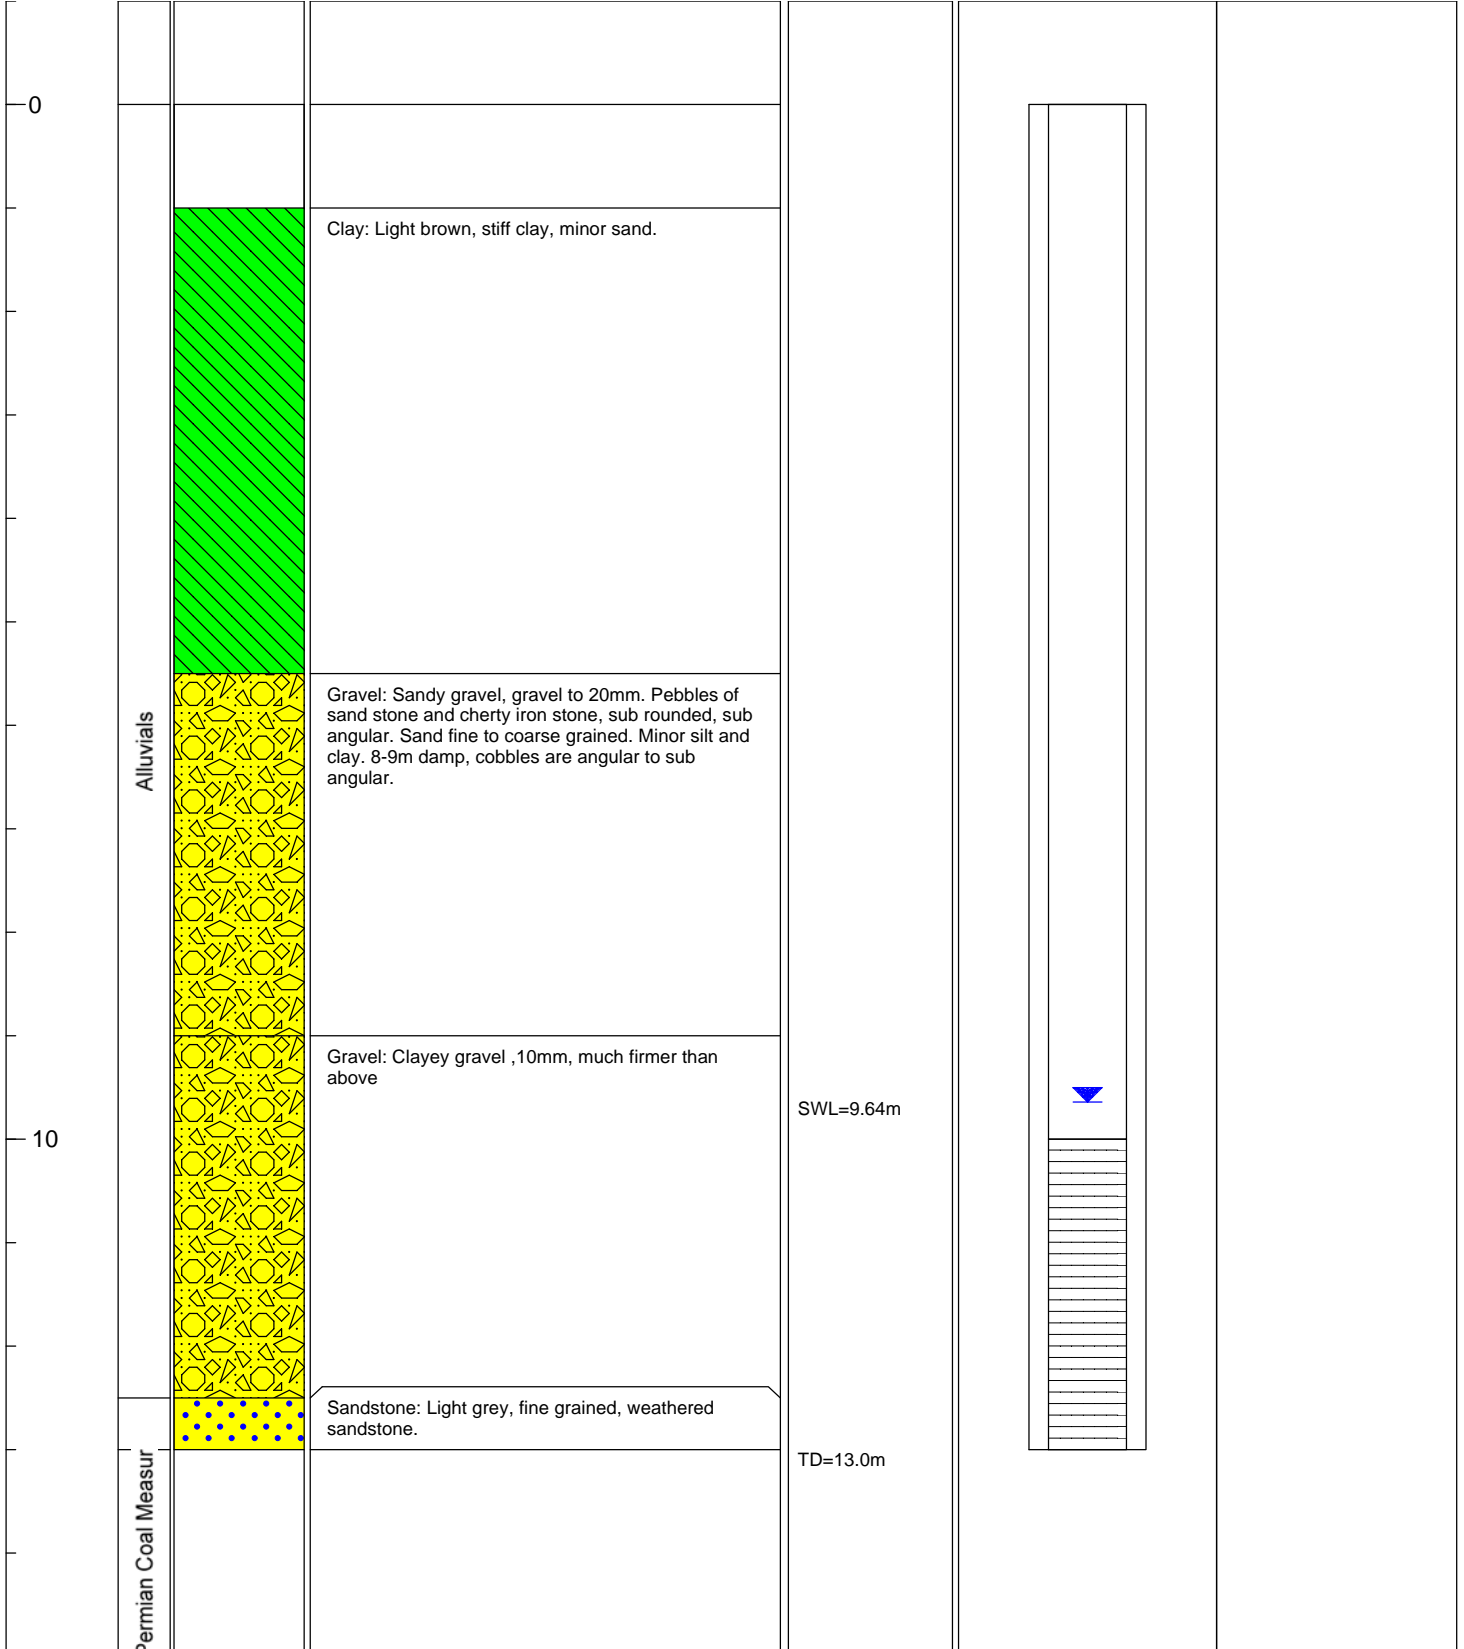 0
Clay: Light brown, stiff clay, minor sand.
Gravel: Sandy gravel, gravel to 20mm. Pebbles of
sand stone and cherty iron stone, sub rounded, sub
angular. Sand fine to coarse grained. Minor silt and
clay. 8-9m damp, cobbles are angular to sub
angular.
Alluvials
Gravel: Clayey gravel ,10mm, much firmer than
above
SWL=9.64m
10
Sandstone: Light grey, fine grained, weathered
sandstone.
TD=13.0m
Permian Coal Measur